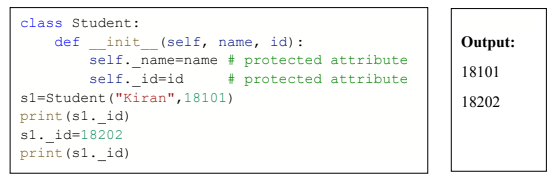 class Student:
    def __init__(self, name, id):
        self._name=name # protected attribute
        self._id=id     # protected attribute
s1=Student("Kiran",18101)
print(s1._id)
s1._id=18202
print(s1._id)
Output:
18101
18202